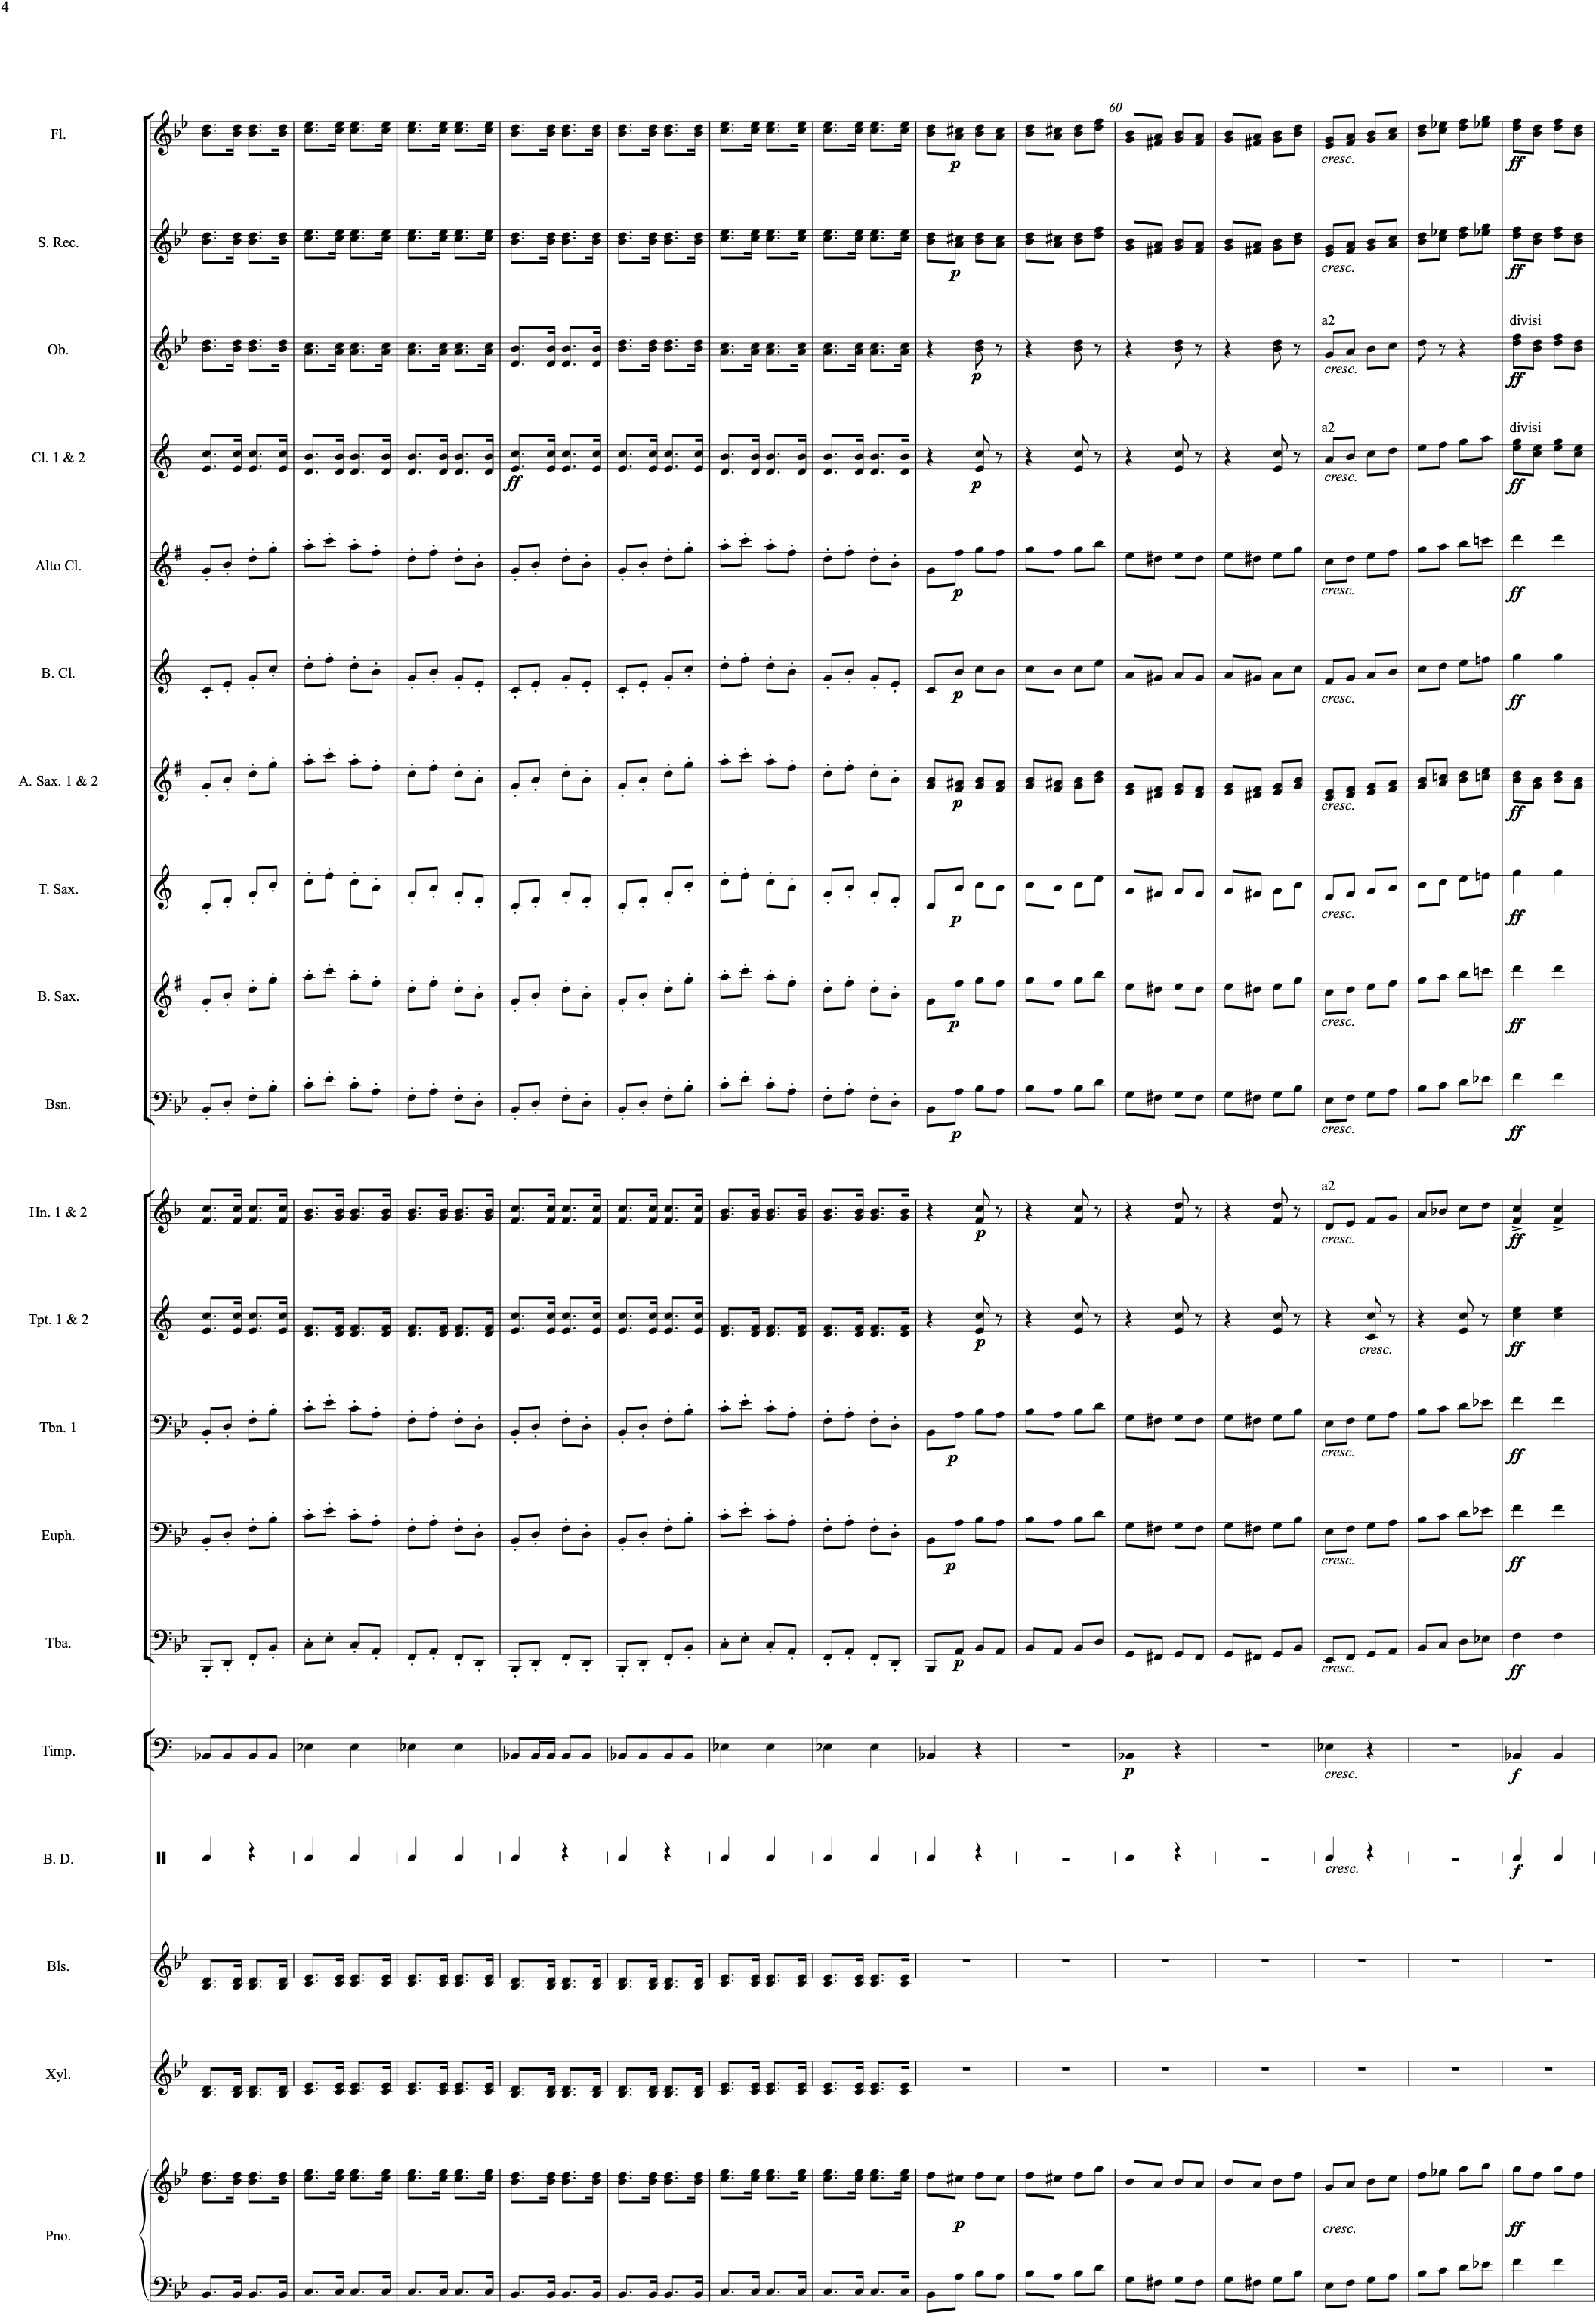 4
60
Fl.
cresc.
p
ff
S. Rec.
cresc.
p
ff
a2
divisi
Ob.
cresc.
p
ff
a2
divisi
Cl. 1 & 2
cresc.
ff
p
ff
Alto Cl.
p
cresc.
ff
B. Cl.
p
cresc.
ff
A. Sax. 1 & 2
p
cresc.
ff
T. Sax.
p
cresc.
ff
B. Sax.
p
cresc.
ff
Bsn.
p
cresc.
ff
a2
Hn. 1 & 2
p
cresc.
ff
Tpt. 1 & 2
p
cresc.
ff
Tbn. 1
p
cresc.
ff
Euph.
p
cresc.
ff
Tba.
p
cresc.
ff
Timp.
p
cresc.
f
B. D.
cresc.
f
Bls.
Xyl.
Pno.
p
cresc.
ff